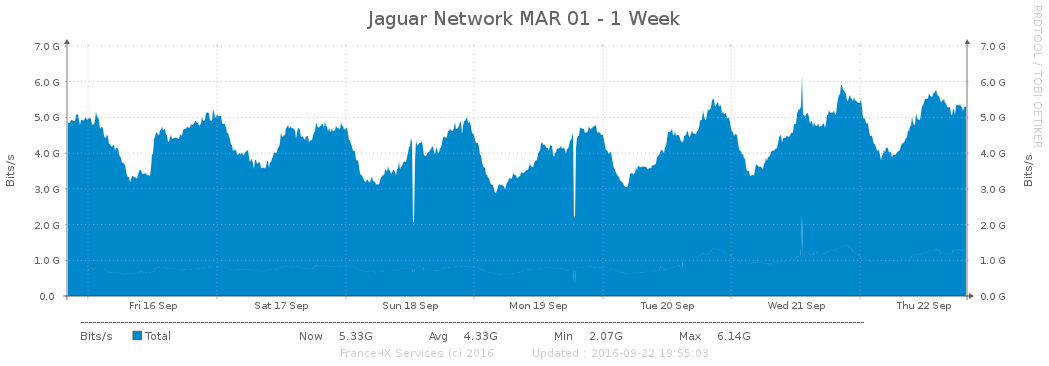 Jaguar Network MAR 01 - 1 Week
RRDTOOL / TOBI OETIKER
7.0 G 7.0 G
6.0 G 6.0 G
5.0 G 5.0 G
4.0 G 4.0 G
3.0 G 3.0 G
2.0 G 2.0 G
1.0 G 1.0 G
0.0 0.0 G
Bits/s Bits/s
Fri 16 Sep Sat 17 Sep Sun 18 Sep Mon 19 Sep Tue 20 Sep Wed 21 Sep Thu 22 Sep
Bits/s Total Now 5.33G Avg 4.33G Min 2.07G Max 6.14G
France-IX Services (c) 2016 Updated : 2016-09-22 19:55:03